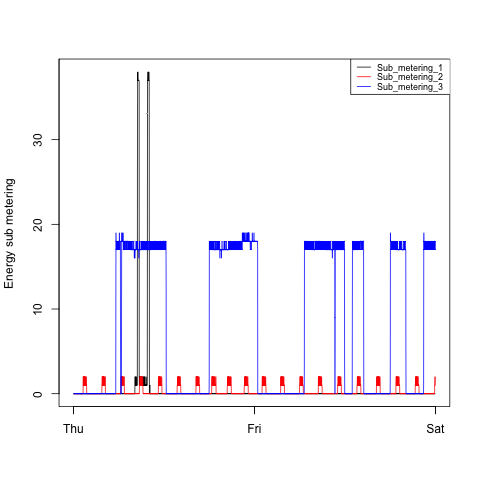 Sub_metering_1
Sub_metering_2
Sub_metering_3
Energy sub metering
30
20
10
0
Thu Fri Sat